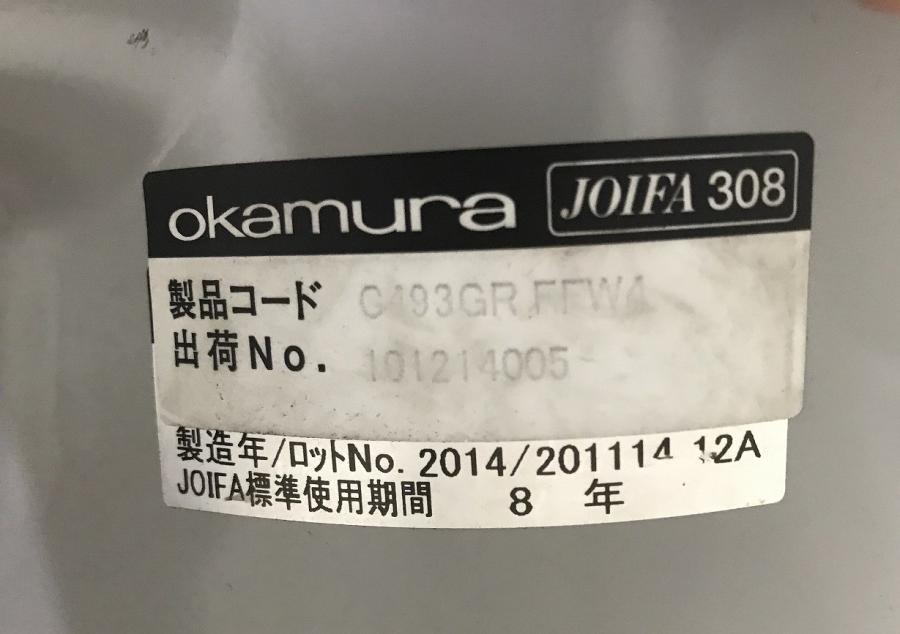 okamura JOIFA 308
製品コード
出荷No. 101214005
製造年/ロットNo. 2014/201114 12A
JOIFA標準使用期間 8 年